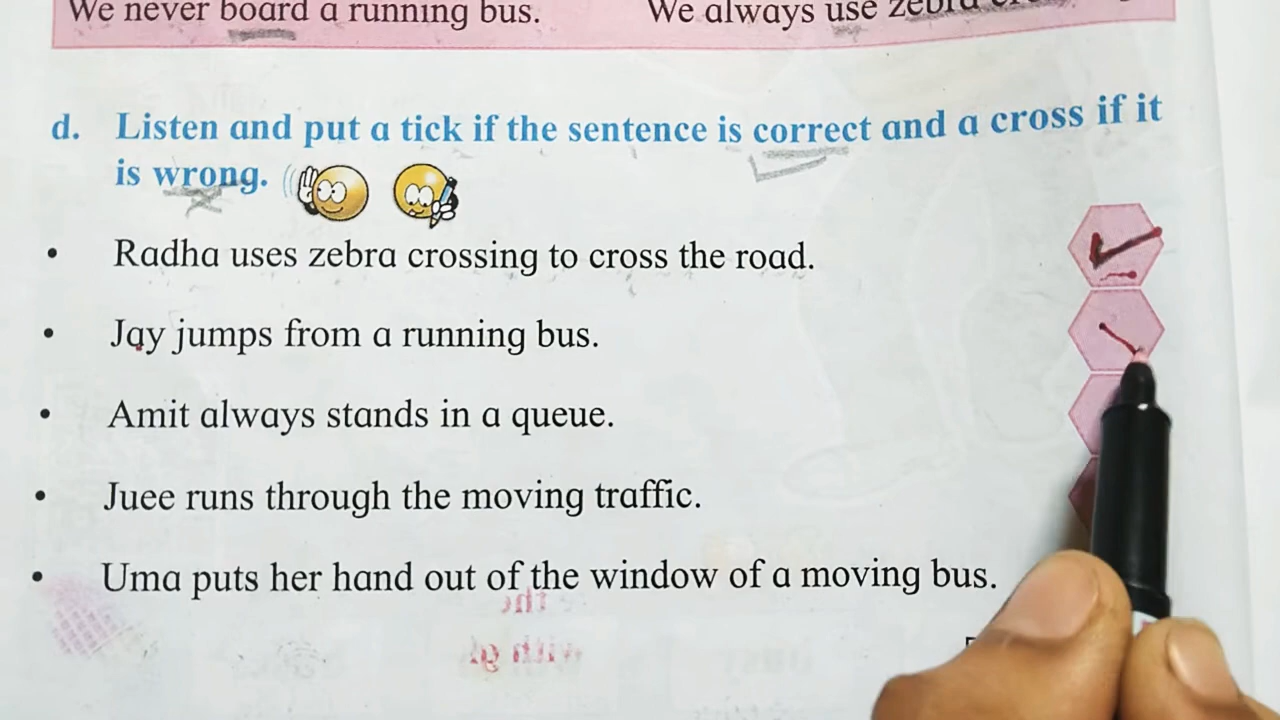 We never board a running bus. We always use zebra
d. Listen and put a tick if the sentence is correct and a cross if it
is wrong.
• Radha uses zebra crossing to cross the road.
• Jay jumps from a running bus.
• Amit always stands in a queue.
• Juee runs through the moving traffic.
• Uma puts her hand out of the window of a moving bus.